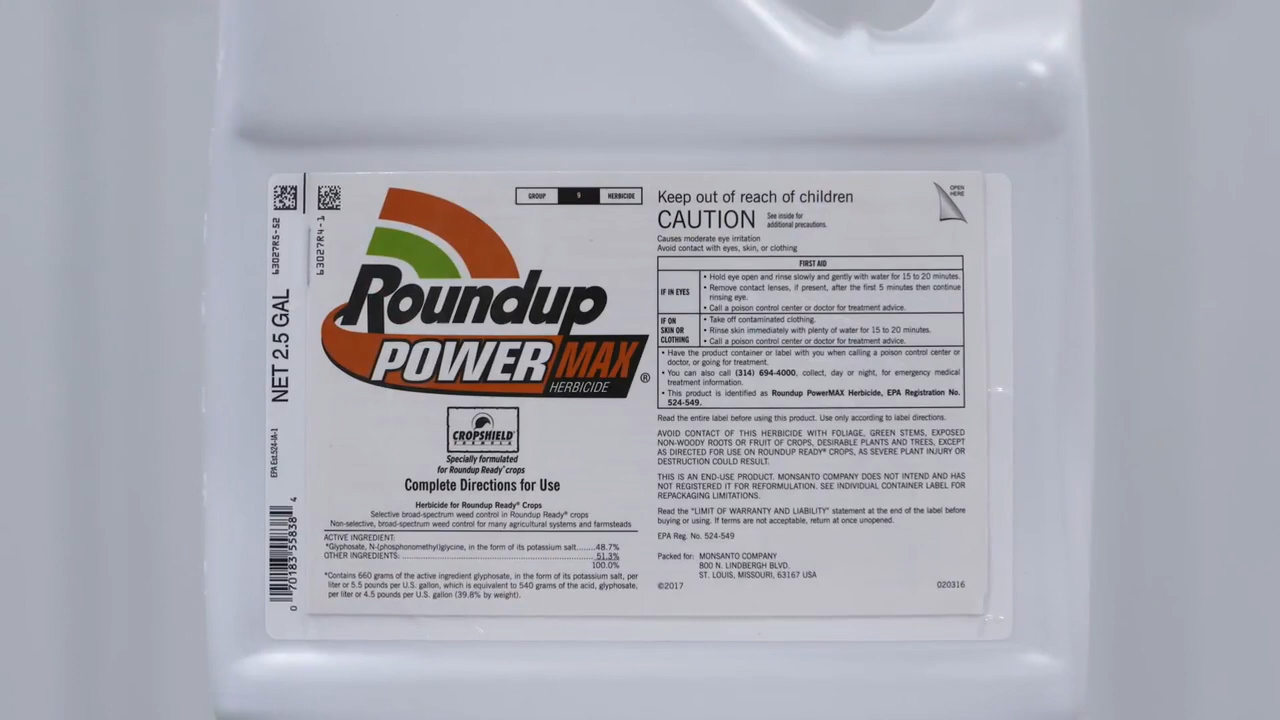 63027R5-52
NET 2.5 GAL
EPA Est.524-IA-1
0 70183 55838 4
63027R4-1
GROUP 9 HERBICIDE
Roundup
POWER MAX
HERBICIDE ®
CROPSHIELD
FORMULA
Specially formulated
for Roundup Ready® crops
Complete Directions for Use
Herbicide for Roundup Ready® Crops
Selective broad-spectrum weed control in Roundup Ready® crops
Non-selective, broad-spectrum weed control for many agricultural systems and farmsteads
ACTIVE INGREDIENT:
*Glyphosate, N-(phosphonomethyl)glycine, in the form of its potassium salt.......48.7%
OTHER INGREDIENTS: ..........51.3%
100.0%
*Contains 660 grams of the active ingredient glyphosate, in the form of its potassium salt, per
liter or 5.5 pounds per U.S. gallon, which is equivalent to 540 grams of the acid, glyphosate,
per liter or 4.5 pounds per U.S. gallon (39.8% by weight).
Keep out of reach of children
CAUTION See inside for
additional precautions.
OPEN
HERE
Causes moderate eye irritation
Avoid contact with eyes, skin, or clothing
FIRST AID
IF IN EYES
• Hold eye open and rinse slowly and gently with water for 15 to 20 minutes.
• Remove contact lenses, if present, after the first 5 minutes then continue
rinsing eye.
• Call a poison control center or doctor for treatment advice.
IF ON
SKIN OR
CLOTHING
• Take off contaminated clothing.
• Rinse skin immediately with plenty of water for 15 to 20 minutes.
• Call a poison control center or doctor for treatment advice.
• Have the product container or label with you when calling a poison control center or
doctor, or going for treatment.
• You can also call (314) 694-4000, collect, day or night, for emergency medical
treatment information.
• This product is identified as Roundup PowerMAX Herbicide, EPA Registration No.
524-549.
Read the entire label before using this product. Use only according to label directions.
AVOID CONTACT OF THIS HERBICIDE WITH FOLIAGE, GREEN STEMS, EXPOSED
NON-WOODY ROOTS OR FRUIT OF CROPS, DESIRABLE PLANTS AND TREES, EXCEPT
AS DIRECTED FOR USE ON ROUNDUP READY® CROPS, AS SEVERE PLANT INJURY OR
DESTRUCTION COULD RESULT.
THIS IS AN END-USE PRODUCT. MONSANTO COMPANY DOES NOT INTEND AND HAS
NOT REGISTERED IT FOR REFORMULATION. SEE INDIVIDUAL CONTAINER LABEL FOR
REPACKAGING LIMITATIONS.
Read the "LIMIT OF WARRANTY AND LIABILITY" statement at the end of the label before
buying or using. If terms are not acceptable, return at once unopened.
EPA Reg. No. 524-549
Packed for: MONSANTO COMPANY
800 N. LINDBERGH BLVD.
ST. LOUIS, MISSOURI, 63167 USA
©2017 020316